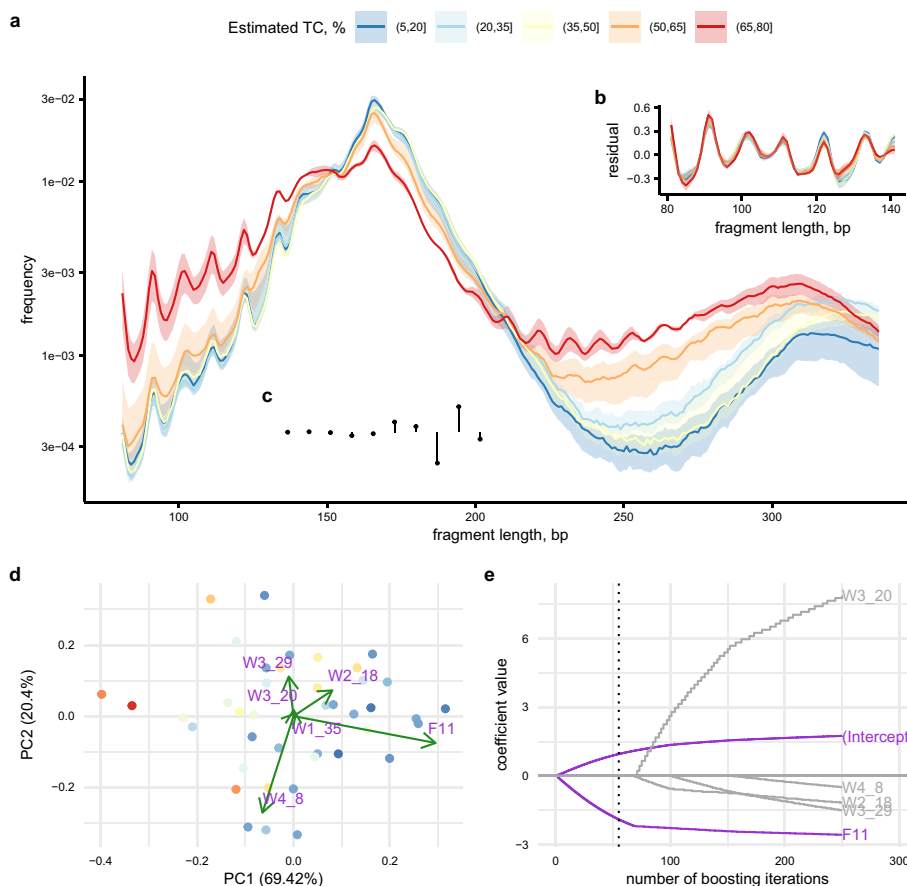 a
Estimated TC, % (5,20] (20,35] (35,50] (50,65] (65,80]
3e−02
1e−02
3e−03
1e−03
3e−04
frequency
100 150 200 250 300
fragment length, bp
b
0.6
0.3
0.0
−0.3
residual
80 100 120 140
fragment length, bp
c
d
0.2
0.0
−0.2
PC2 (20.4%)
W3_29
W2_18
W3_20
W1_35
F11
W4_8
−0.4 −0.2 0.0 0.2
PC1 (69.42%)
e
6
3
0
−3
coefficient value
W3_20
(Intercept
W4_8
W2_18
W3_29
F11
0 100 200 300
number of boosting iterations